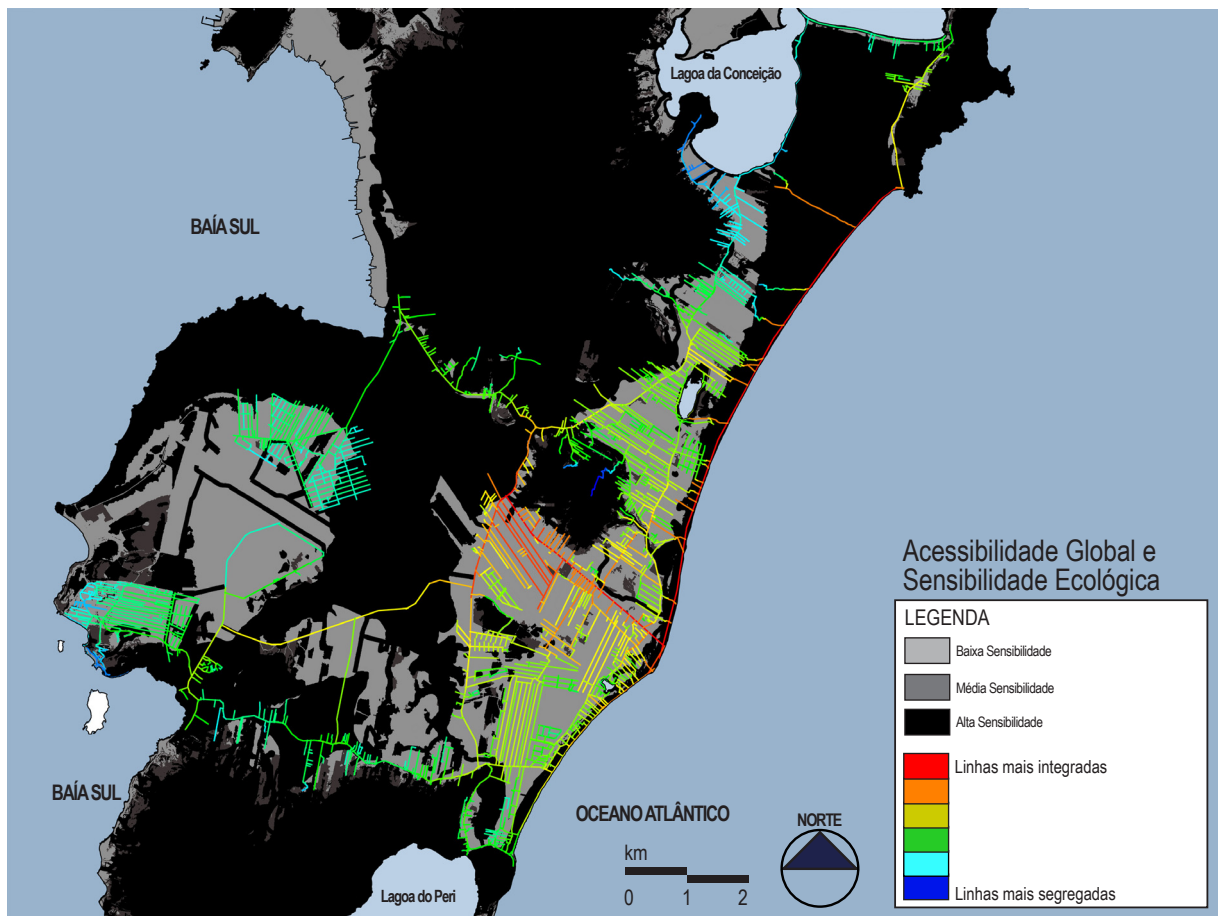 Lagoa da Conceição
BAÍA SUL
Acessibilidade Global e
Sensibilidade Ecológica
LEGENDA
Baixa Sensibilidade
Média Sensibilidade
Alta Sensibilidade
Linhas mais integradas
Linhas mais segregadas
BAÍA SUL
OCEANO ATLÂNTICO
NORTE
km
0 1 2
Lagoa do Peri